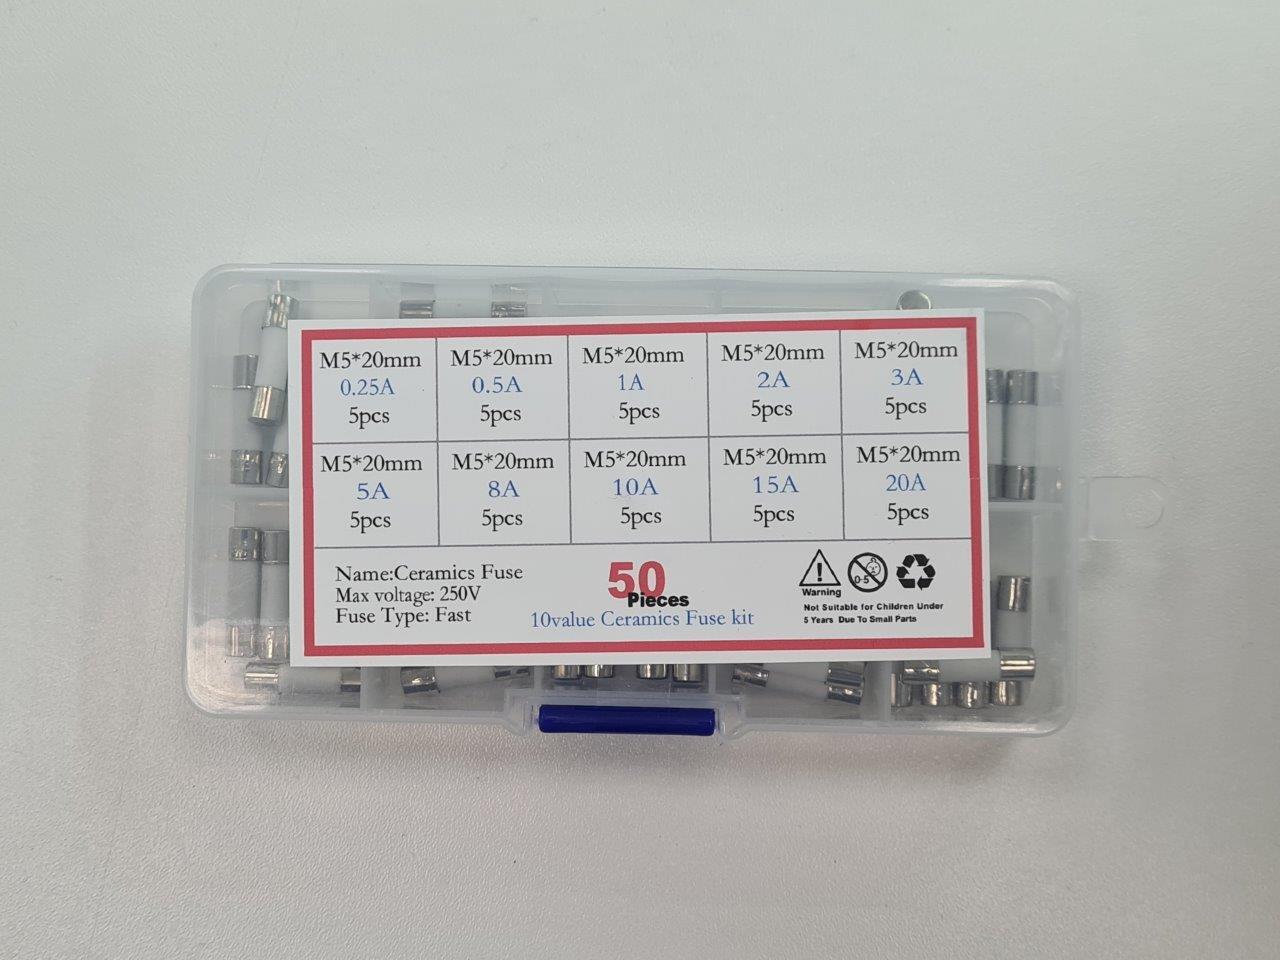 M5*20mm M5*20mm M5*20mm M5*20mm M5*20mm
0.25A 0.5A 1A 2A 3A
5pcs 5pcs 5pcs 5pcs 5pcs
M5*20mm M5*20mm M5*20mm M5*20mm M5*20mm
5A 8A 10A 15A 20A
5pcs 5pcs 5pcs 5pcs 5pcs
Name:Ceramics Fuse
Max voltage: 250V
Fuse Type: Fast
50
Pieces
10value Ceramics Fuse kit
0-5
Warning
Not Suitable for Children Under
5 Years Due To Small Parts